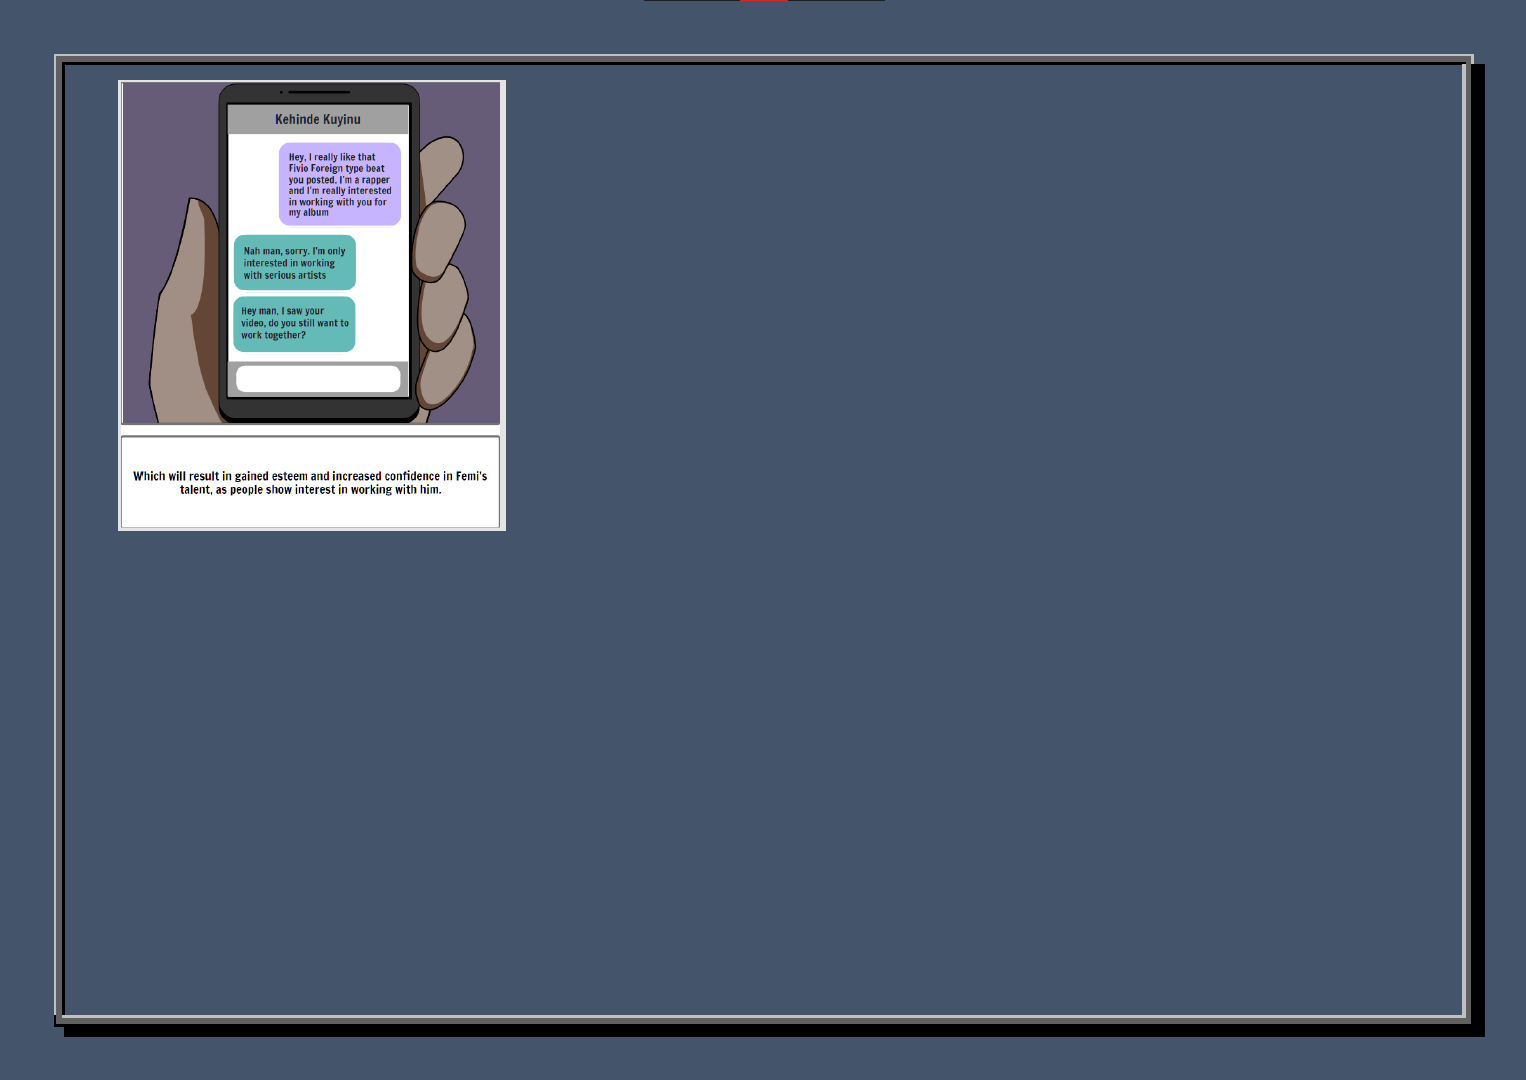 Kehinde Kuyinu
Hey, I really like that
Fivio Foreign type beat
you posted. I'm a rapper
and I'm really interested
in working with you for
my album
Nah man, sorry. I'm only
interested in working
with serious artists
Hey man, I saw your
video, do you still want to
work together?
Which will result in gained esteem and increased confidence in Femi's
talent, as people show interest in working with him.